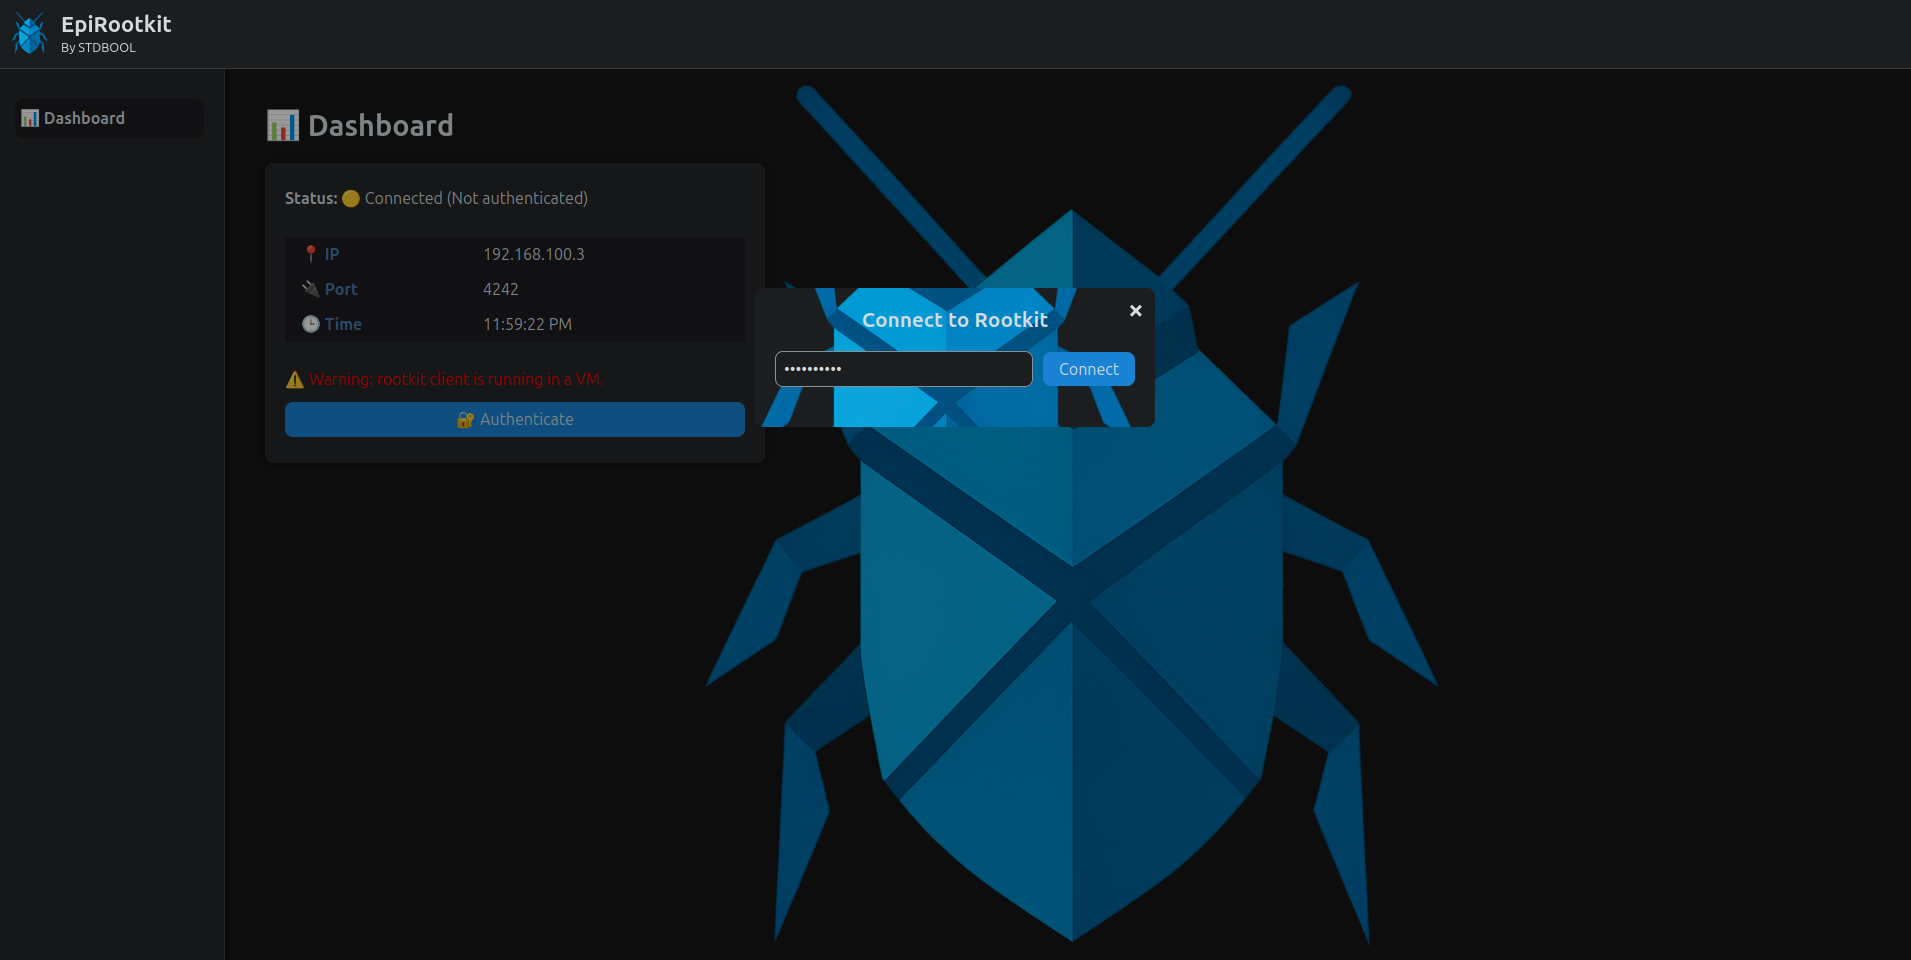 EpiRootkit
By STDBOOL
📊 Dashboard
📊 Dashboard
Status: 🟡 Connected (Not authenticated)
📍 IP 192.168.100.3
🔌 Port 4242
🕒 Time 11:59:22 PM
⚠️ Warning: rootkit client is running in a VM.
🔐 Authenticate
Connect to Rootkit
×
••••••••••
Connect